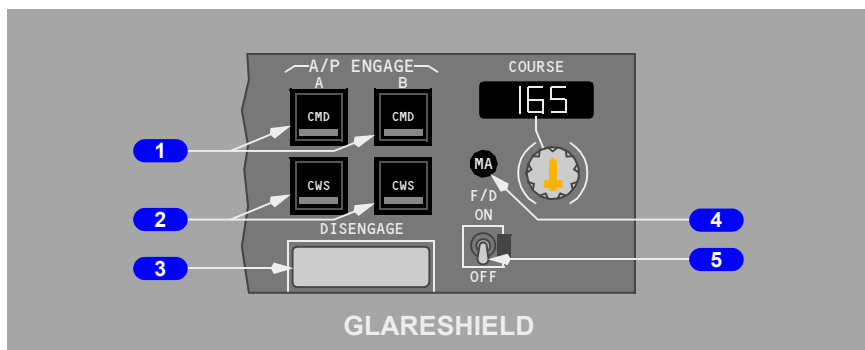 A/P ENGAGE
COURSE
A B
165
CMD CMD
1
MA
CWS CWS
F/D
2
ON
4
DISENGAGE
5
3
OFF
GLARESHIELD